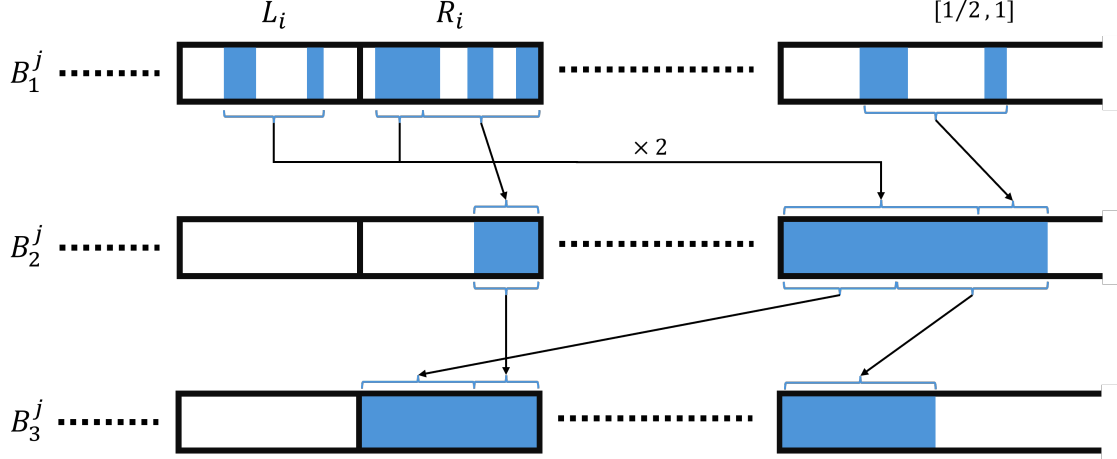 L_i R_i [1/2, 1]
B_1^j
× 2
B_2^j
B_3^j